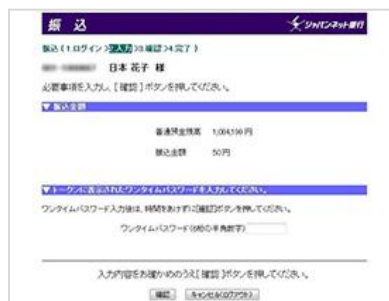 振 込
ジャパンネット銀行
振込(1.ログイン>2.入力>3.確認>4.完了)
日本 花子 様
必要事項を入力し、[確認]ボタンを押してください。
▼ 振込金額
普通預金残高 1,084,590 円
振込金額 50 円
▼トークンに表示されたワンタイムパスワードを入力してください。
ワンタイムパスワード入力後は、時間をおかずに[確認]ボタンを押してください。
ワンタイムパスワード(6桁の半角数字)
入力内容をお確かめのうえ[確認]ボタンを押してください。
確認 キャンセル(ログアウト)